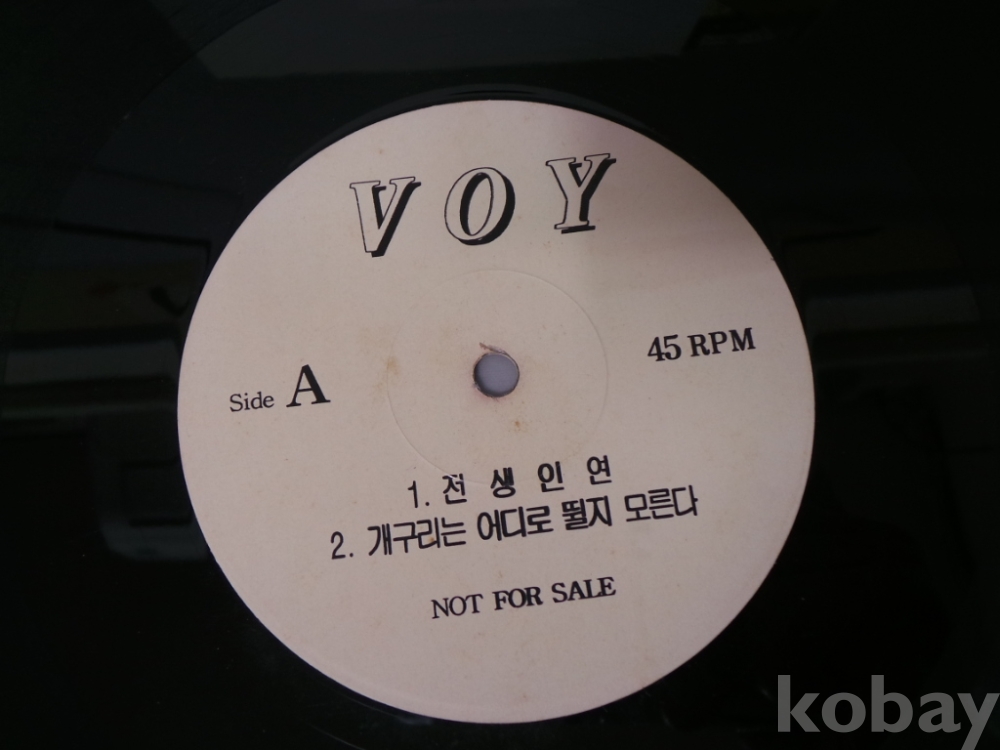 VOY
Side A
45 RPM
1. 전생인연
2. 개구리는 어디로 뛸지 모른다
NOT FOR SALE
kobay